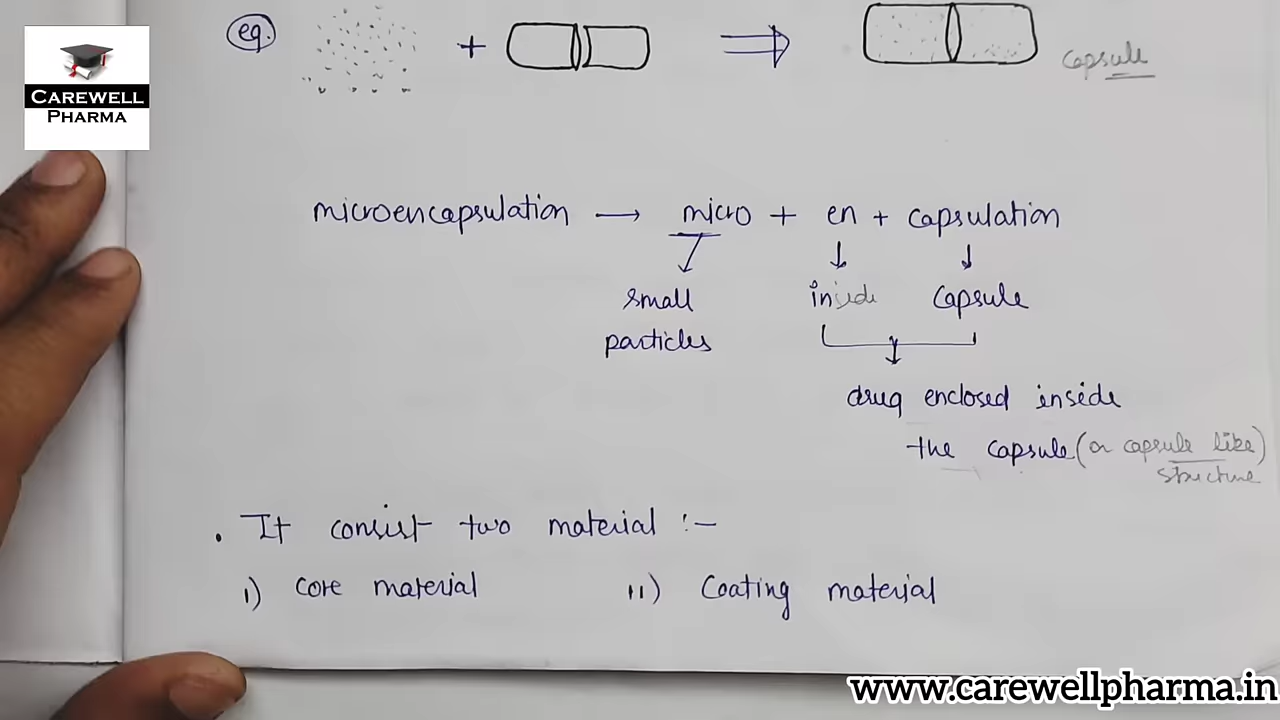 eg.
+
⇒
capsule
CAREWELL
PHARMA
microencapsulation → micro + en + capsulation
small
particles
inside
capsule
drug enclosed inside
the capsule (or capsule like)
structure
. It consist two material :-
i) core material
ii) Coating material
www.carewellpharma.in